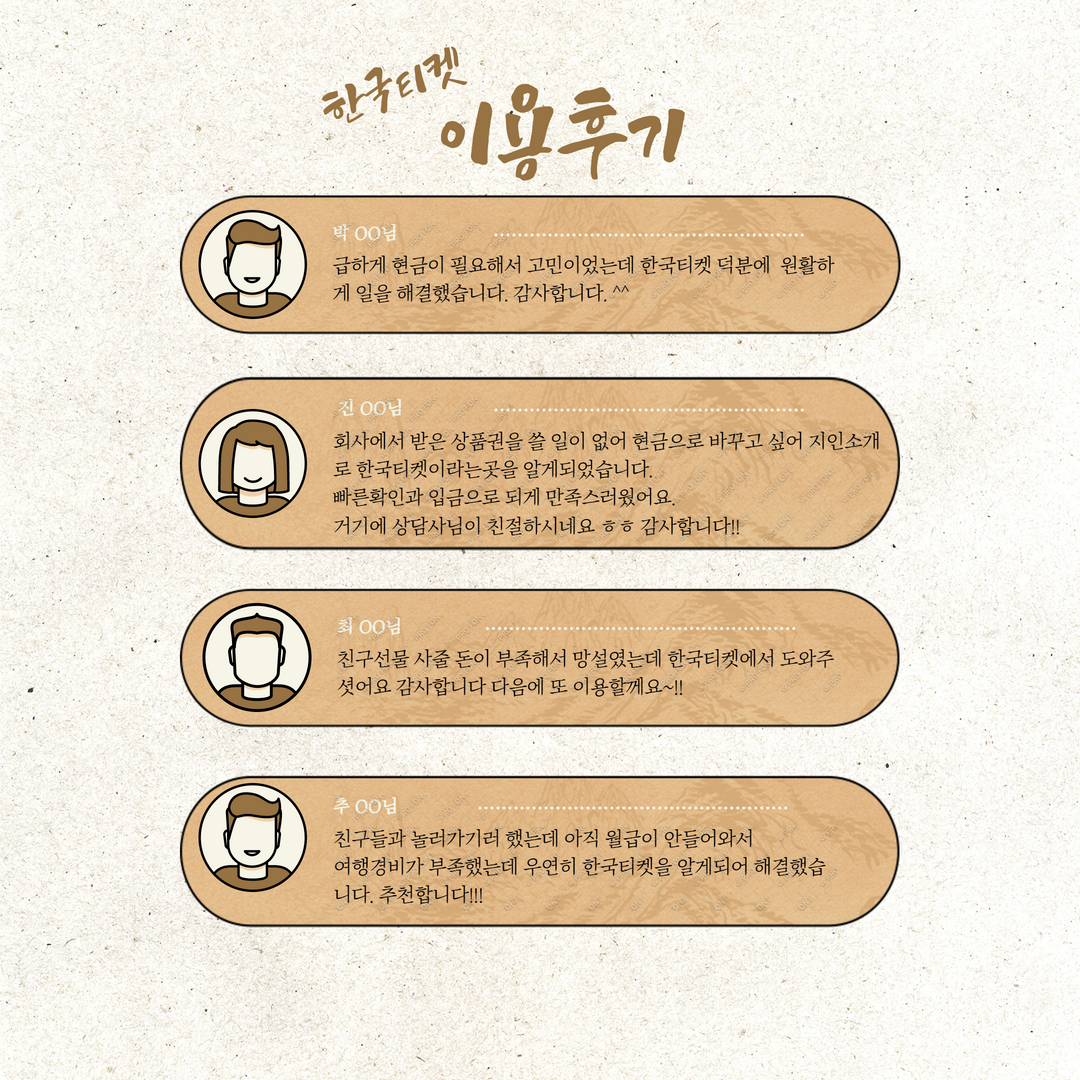 한국티켓
이용후기
박 OO님
급하게 현금이 필요해서 고민이었는데 한국티켓 덕분에 원활하
게 일을 해결했습니다. 감사합니다. ^^
진 OO님
회사에서 받은 상품권을 쓸 일이 없어 현금으로 바꾸고 싶어 지인소개
로 한국티켓이라는곳을 알게되었습니다.
빠른확인과 입금으로 되게 만족스러웠어요.
거기에 상담사님이 친절하시네요 ㅎㅎ 감사합니다!!
최 OO님
친구선물 사줄 돈이 부족해서 망설였는데 한국티켓에서 도와주
셧어요 감사합니다 다음에 또 이용할께요~!!
추 OO님
친구들과 놀러가기러 했는데 아직 월급이 안들어와서
여행경비가 부족했는데 우연히 한국티켓을 알게되어 해결했습
니다. 추천합니다!!!